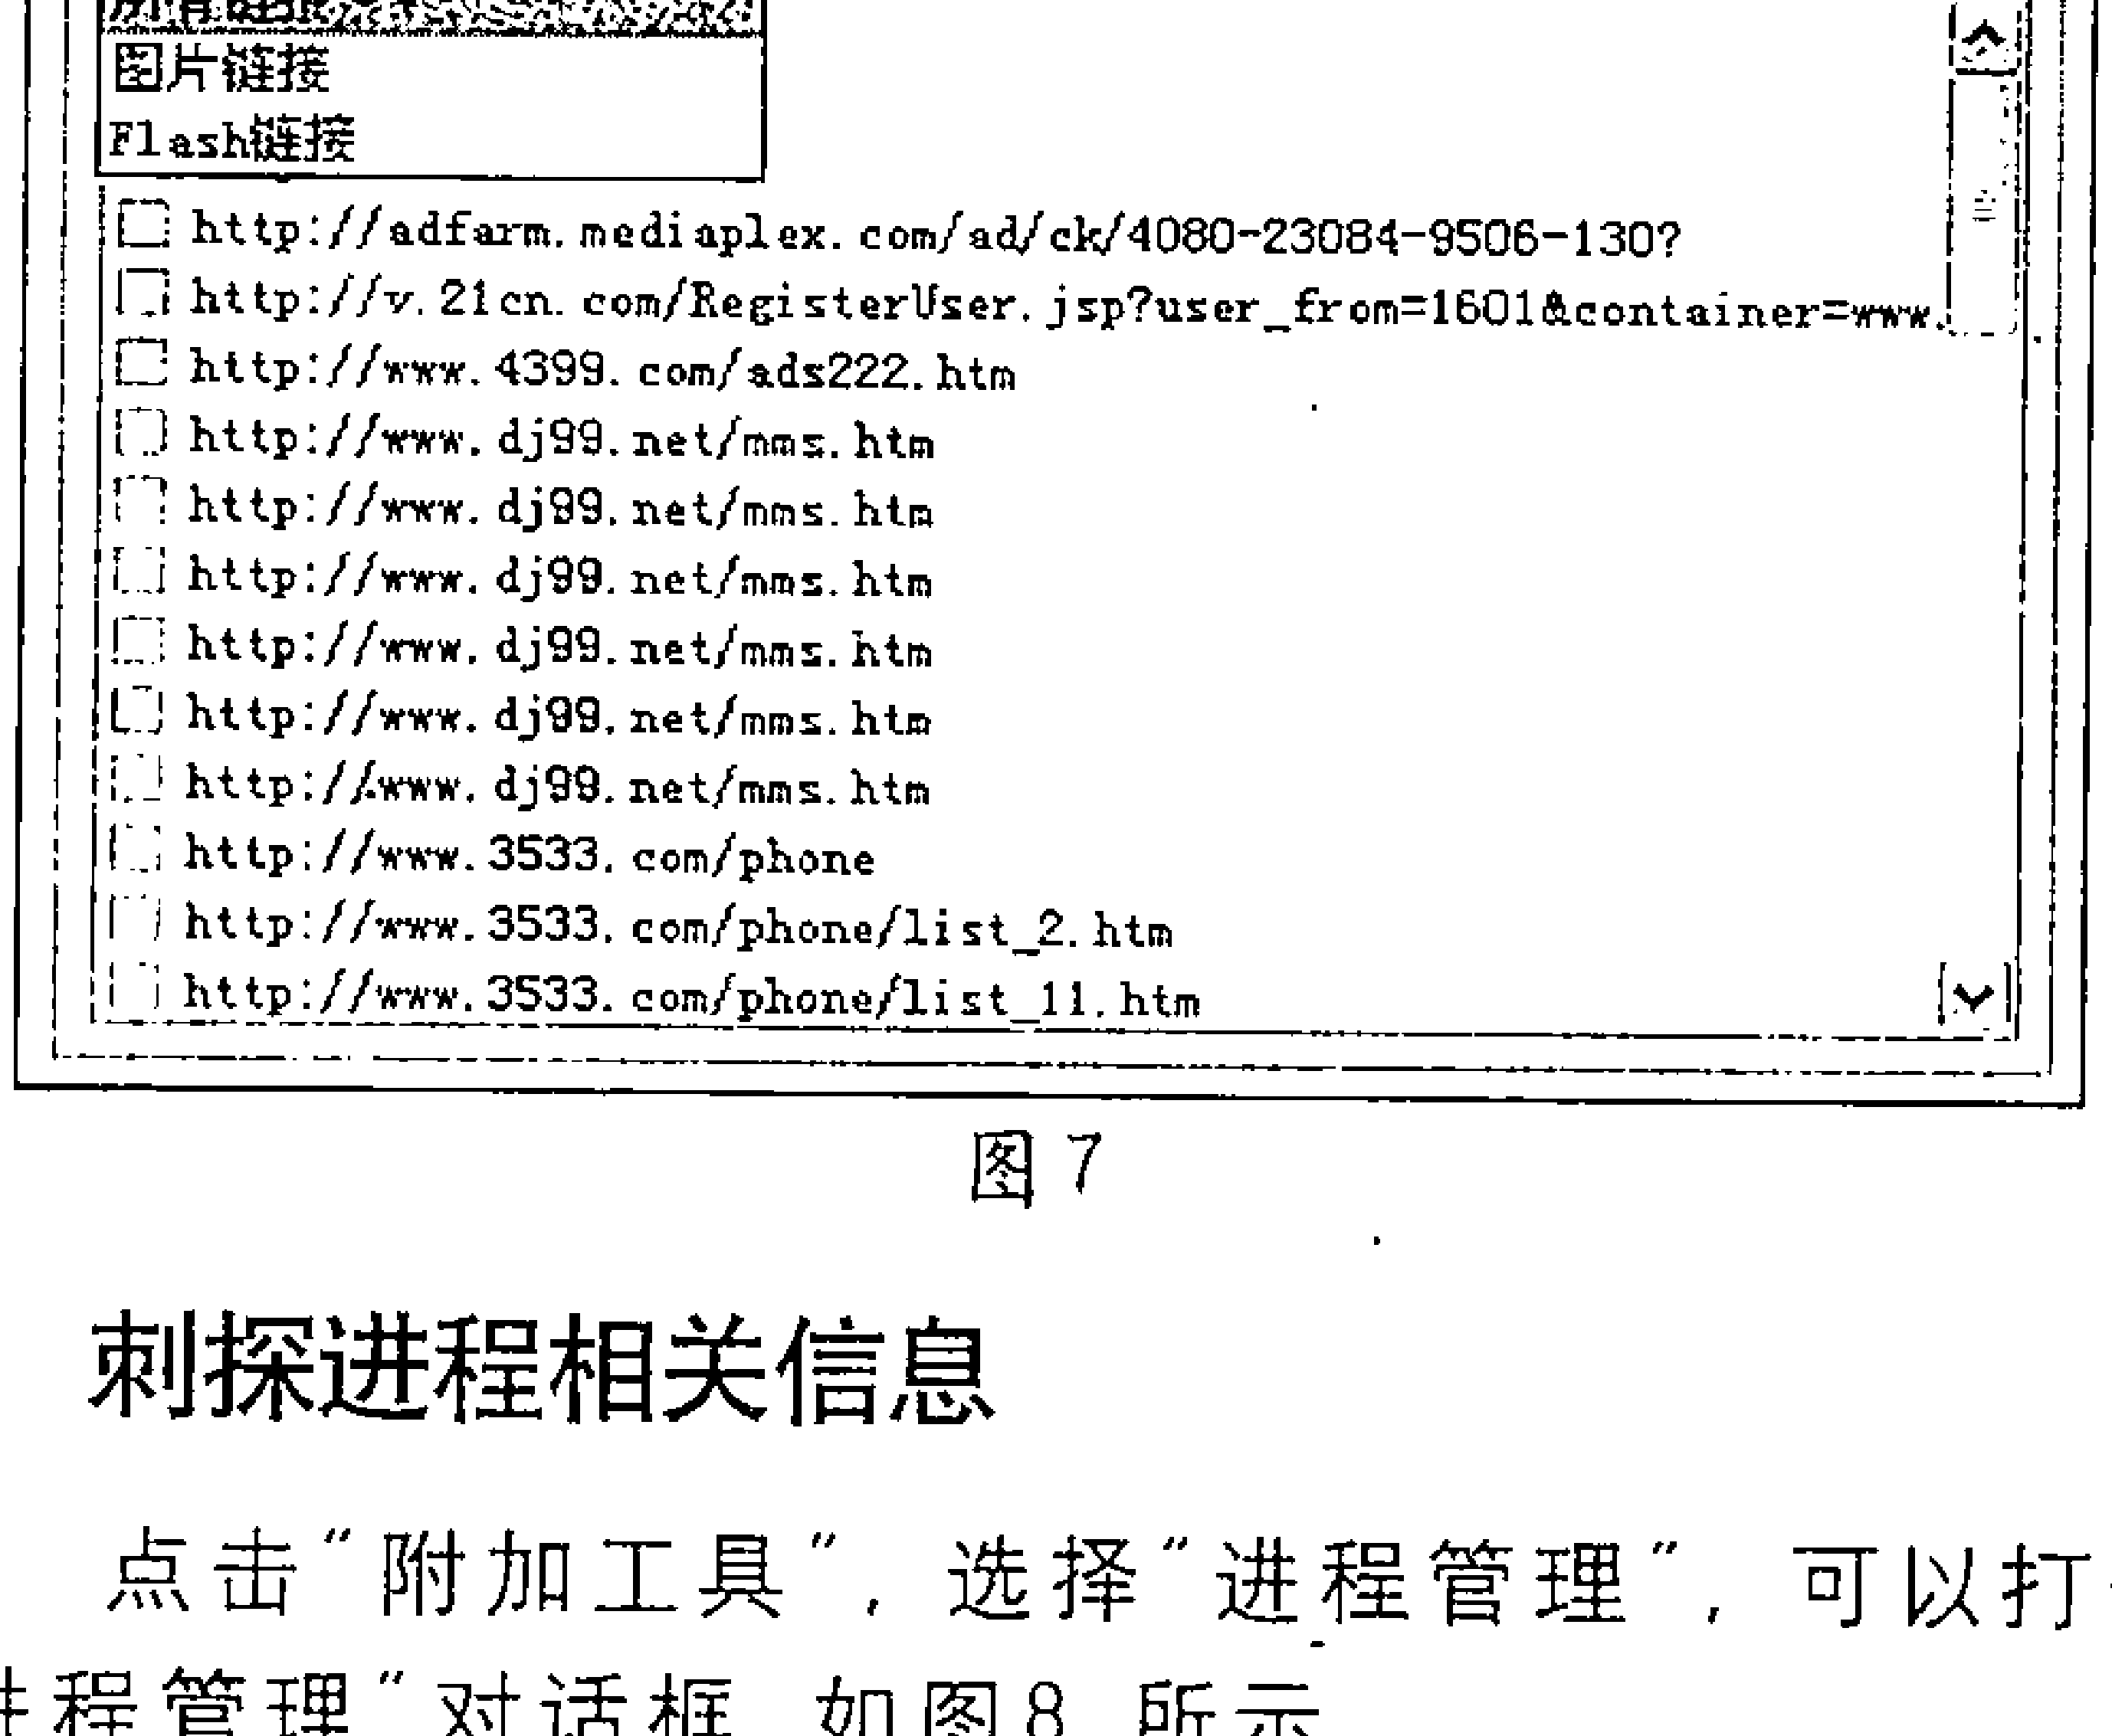 图片链接
Flash链接
http://adfarm.mediaplex.com/ad/ck/4080-23084-9506-130?
http://v.21cn.com/RegisterUser.jsp?user_from=1601&container=www.
http://www.4399.com/ads222.htm
http://www.dj99.net/mms.htm
http://www.dj99.net/mms.htm
http://www.dj99.net/mms.htm
http://www.dj99.net/mms.htm
http://www.dj99.net/mms.htm
http://www.dj99.net/mms.htm
http://www.3533.com/phone
http://www.3533.com/phone/list_2.htm
http://www.3533.com/phone/list_11.htm
图7
刺探进程相关信息
点击“附加工具”，选择“进程管理”，可以打
程管理”对话框 如图8 所示